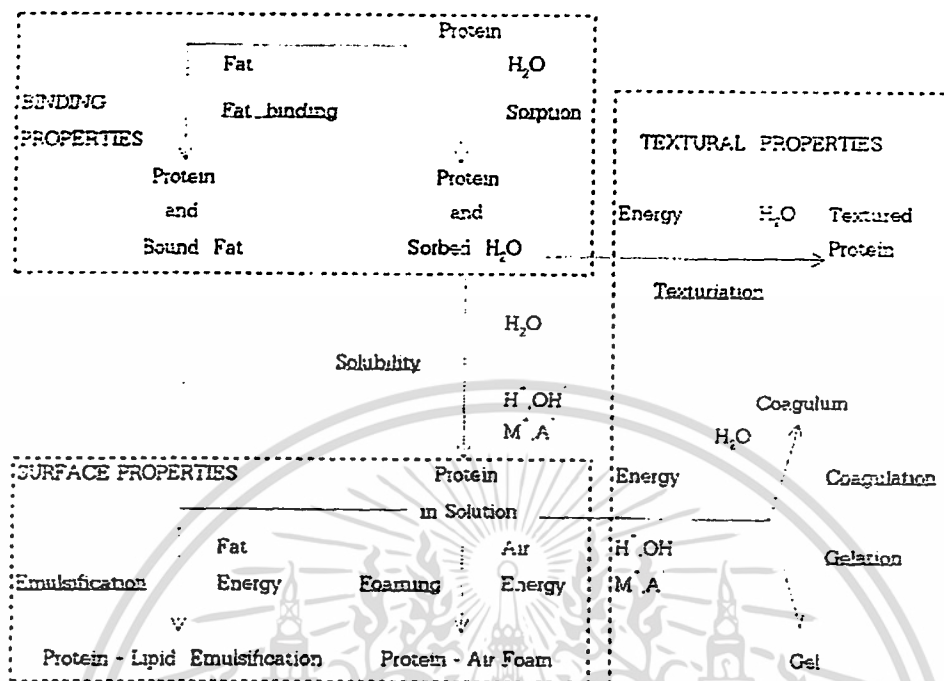 Protein
Fat H₂O
BINDING Fat binding Sorption
PROPERTIES
Protein Protein
and and
Bound Fat Sorbed H₂O
TEXTURAL PROPERTIES
Energy H₂O Textured
Protein
Texturiation
H₂O
Solubility
H⁺,OH⁻
M⁺,A⁻
Coagulum
H₂O
SURFACE PROPERTIES Protein Energy Coagulation
in Solution
Fat Air H⁺,OH⁻ Gelation
Emulsification Energy Foaming Energy M⁺,A⁻
Protein - Lipid Emulsification Protein - Air Foam Gel